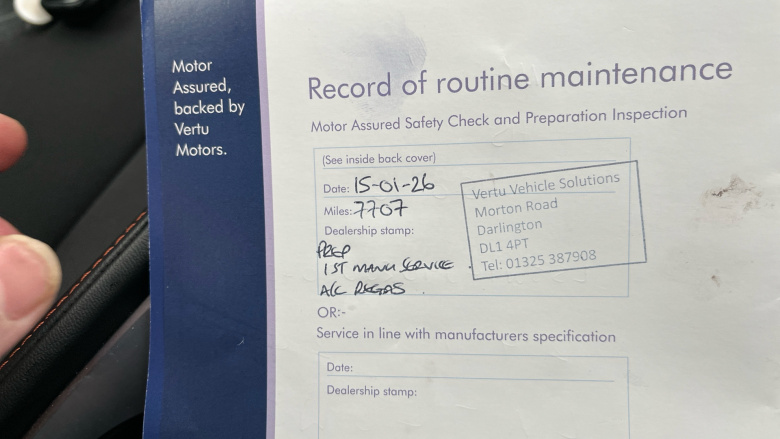 Motor
Assured,
backed by
Vertu
Motors.
Record of routine maintenance
Motor Assured Safety Check and Preparation Inspection
(See inside back cover)
Date: 15-01-26
Miles: 7707
Dealership stamp:
PREP
1ST MANU SERVICE
A/C REGAS
Vertu Vehicle Solutions
Morton Road
Darlington
DL1 4PT
Tel: 01325 387908
OR:-
Service in line with manufacturers specification
Date:
Dealership stamp: